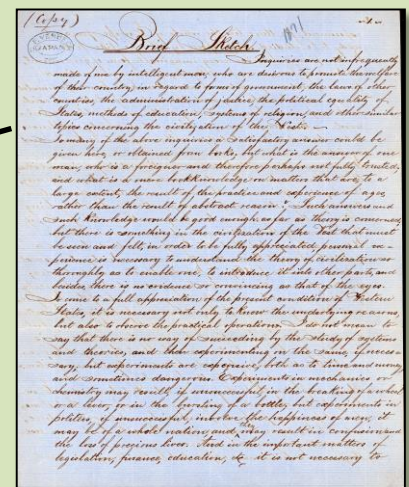 (Copy)
EVERETT
Brief Sketch.
Inquiries are not infrequently
made of me by intelligent men, who are desirous to promote the welfare
of their country, in regard to forms of government, the laws of other
countries, the administration of justice, the political equality of
States, methods of education, systems of religion, and other similar
topics concerning the civilization of the West.
To many of the above inquiries a satisfactory answer could be
given here, or obtained from books, but what is the answer of one
man, who is a foreigner and therefore perhaps not fully trusted,
and what is a mere book knowledge on matters that are, to a
large extent, the result of the practice and experience of ages,
rather than the result of abstract reason? Such answers and
such knowledge would be good enough, as far as theory is concerned,
but there is something in the civilization of the West that must
be seen and felt, in order to be fully appreciated, personal ex-
perience is necessary to understand the theory of civilization so
thoroughly as to enable one, to introduce it into other parts, and
besides there is no evidence so convincing as that of the eyes.
To come to a full appreciation of the present condition of Western
States, it is necessary not only to know the underlying reasons,
but also to observe the practical operations. I do not mean to
say that there is no way of succeeding by the study of systems
and theories, and then experimenting on the same, if neces-
sary, but experiments are expensive, both as to time and money
and sometimes dangerous. Experiments in mechanics or
chemistry may result, if unsuccessful, in the breaking of a wheel
or a lever, or in the bursting of a bottle, but experiments in
politics, if unsuccessful, involve the happiness of men, it
may be of a whole nation, and may result in confusion and
the loss of precious lives. And in the important matters of
legislation, finance, education, &c it is not necessary to